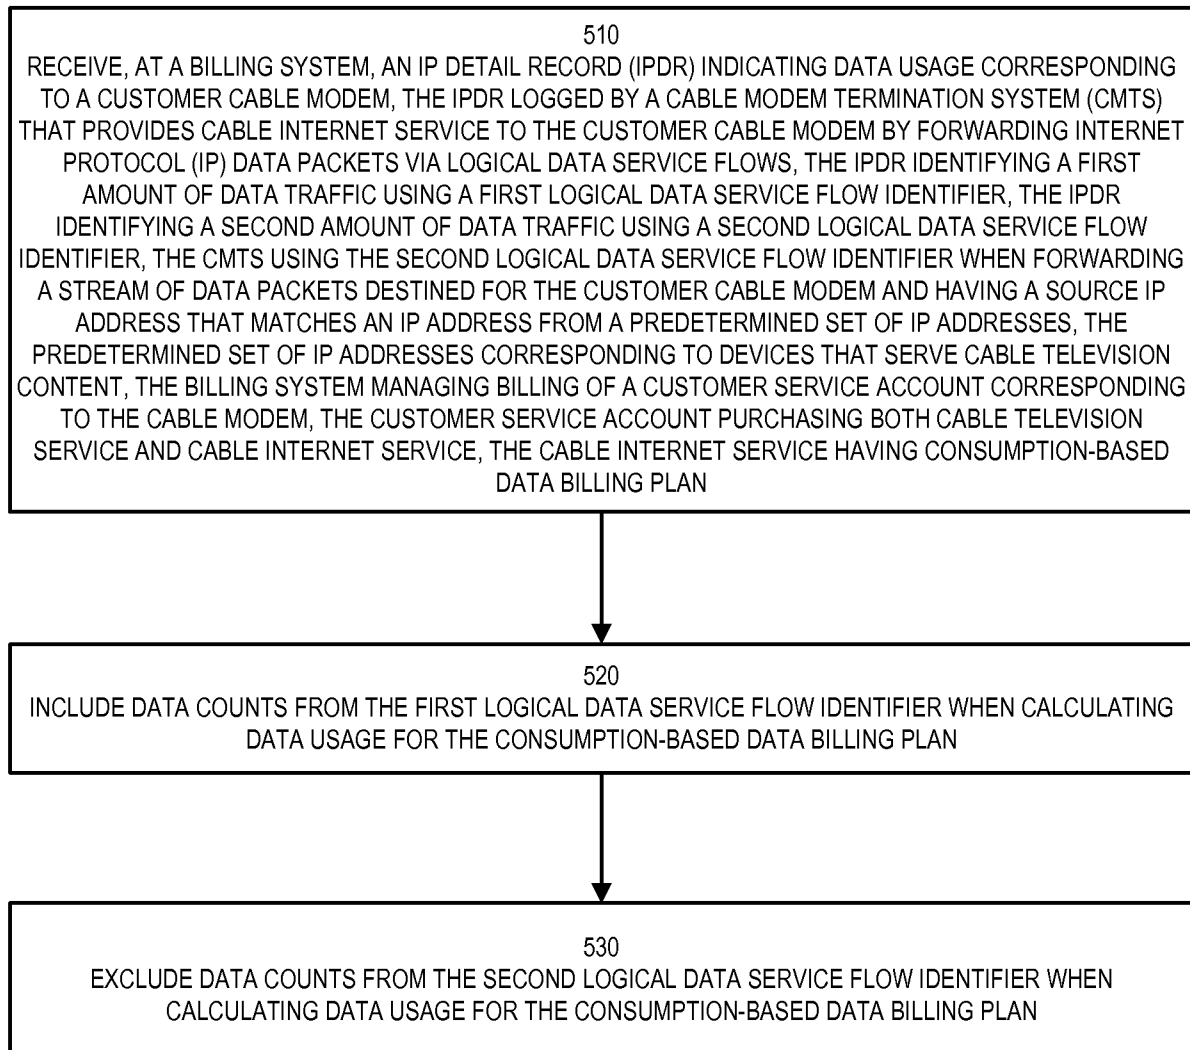 510
RECEIVE, AT A BILLING SYSTEM, AN IP DETAIL RECORD (IPDR) INDICATING DATA USAGE CORRESPONDING
TO A CUSTOMER CABLE MODEM, THE IPDR LOGGED BY A CABLE MODEM TERMINATION SYSTEM (CMTS)
THAT PROVIDES CABLE INTERNET SERVICE TO THE CUSTOMER CABLE MODEM BY FORWARDING INTERNET
PROTOCOL (IP) DATA PACKETS VIA LOGICAL DATA SERVICE FLOWS, THE IPDR IDENTIFYING A FIRST
AMOUNT OF DATA TRAFFIC USING A FIRST LOGICAL DATA SERVICE FLOW IDENTIFIER, THE IPDR
IDENTIFYING A SECOND AMOUNT OF DATA TRAFFIC USING A SECOND LOGICAL DATA SERVICE FLOW
IDENTIFIER, THE CMTS USING THE SECOND LOGICAL DATA SERVICE FLOW IDENTIFIER WHEN FORWARDING
A STREAM OF DATA PACKETS DESTINED FOR THE CUSTOMER CABLE MODEM AND HAVING A SOURCE IP
ADDRESS THAT MATCHES AN IP ADDRESS FROM A PREDETERMINED SET OF IP ADDRESSES, THE
PREDETERMINED SET OF IP ADDRESSES CORRESPONDING TO DEVICES THAT SERVE CABLE TELEVISION
CONTENT, THE BILLING SYSTEM MANAGING BILLING OF A CUSTOMER SERVICE ACCOUNT CORRESPONDING
TO THE CABLE MODEM, THE CUSTOMER SERVICE ACCOUNT PURCHASING BOTH CABLE TELEVISION
SERVICE AND CABLE INTERNET SERVICE, THE CABLE INTERNET SERVICE HAVING CONSUMPTION-BASED
DATA BILLING PLAN
520
INCLUDE DATA COUNTS FROM THE FIRST LOGICAL DATA SERVICE FLOW IDENTIFIER WHEN CALCULATING
DATA USAGE FOR THE CONSUMPTION-BASED DATA BILLING PLAN
530
EXCLUDE DATA COUNTS FROM THE SECOND LOGICAL DATA SERVICE FLOW IDENTIFIER WHEN
CALCULATING DATA USAGE FOR THE CONSUMPTION-BASED DATA BILLING PLAN